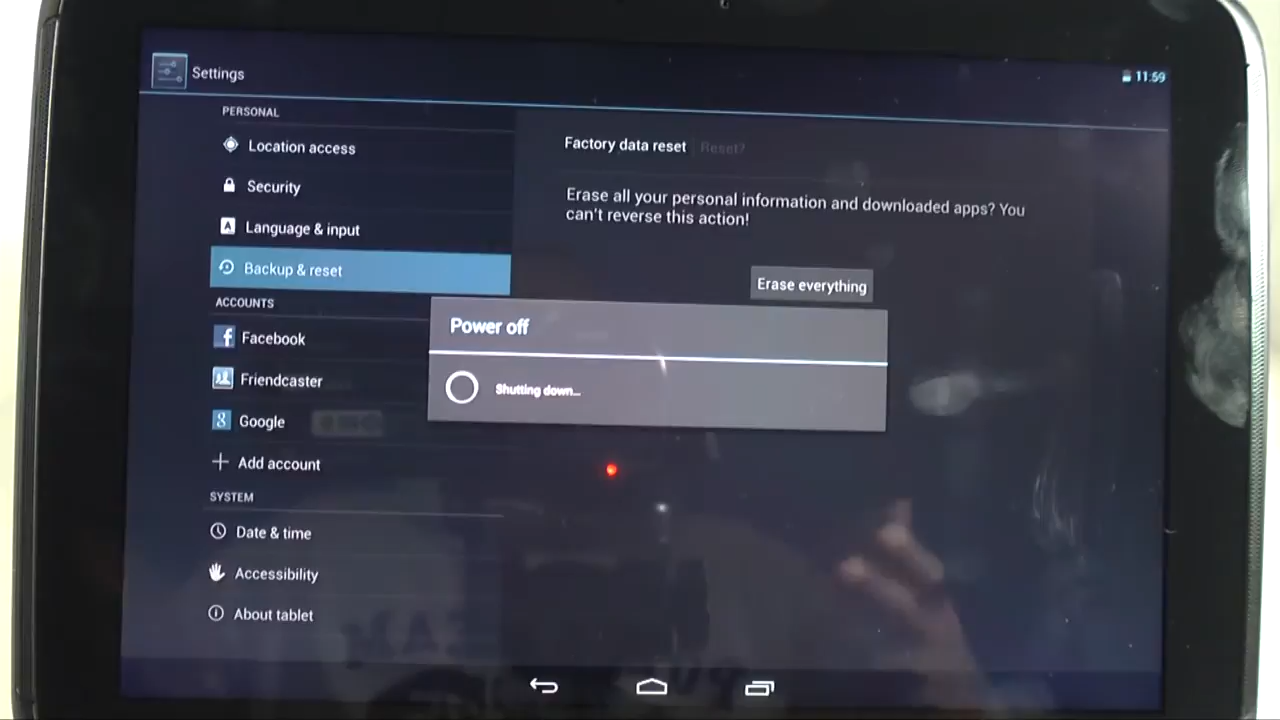 Settings
11:59
PERSONAL
Location access
Security
Language & input
Backup & reset
ACCOUNTS
Facebook
Friendcaster
Google
Add account
SYSTEM
Date & time
Accessibility
About tablet
Factory data reset Reset?
Erase all your personal information and downloaded apps? You
can't reverse this action!
Erase everything
Power off
Shutting down...